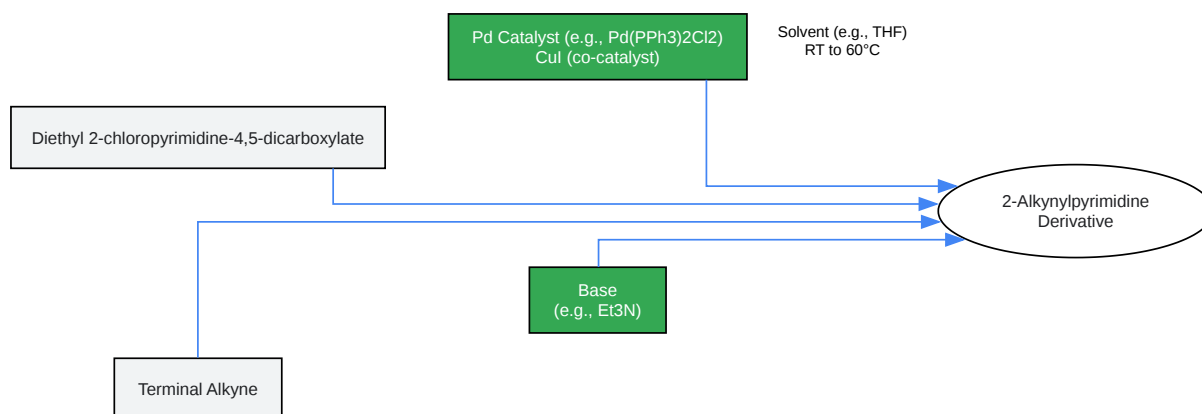 Pd Catalyst (e.g., Pd(PPh3)2Cl2)
CuI (co-catalyst)
Solvent (e.g., THF)
RT to 60°C
Diethyl 2-chloropyrimidine-4,5-dicarboxylate
2-Alkynylpyrimidine
Derivative
Base
(e.g., Et3N)
Terminal Alkyne